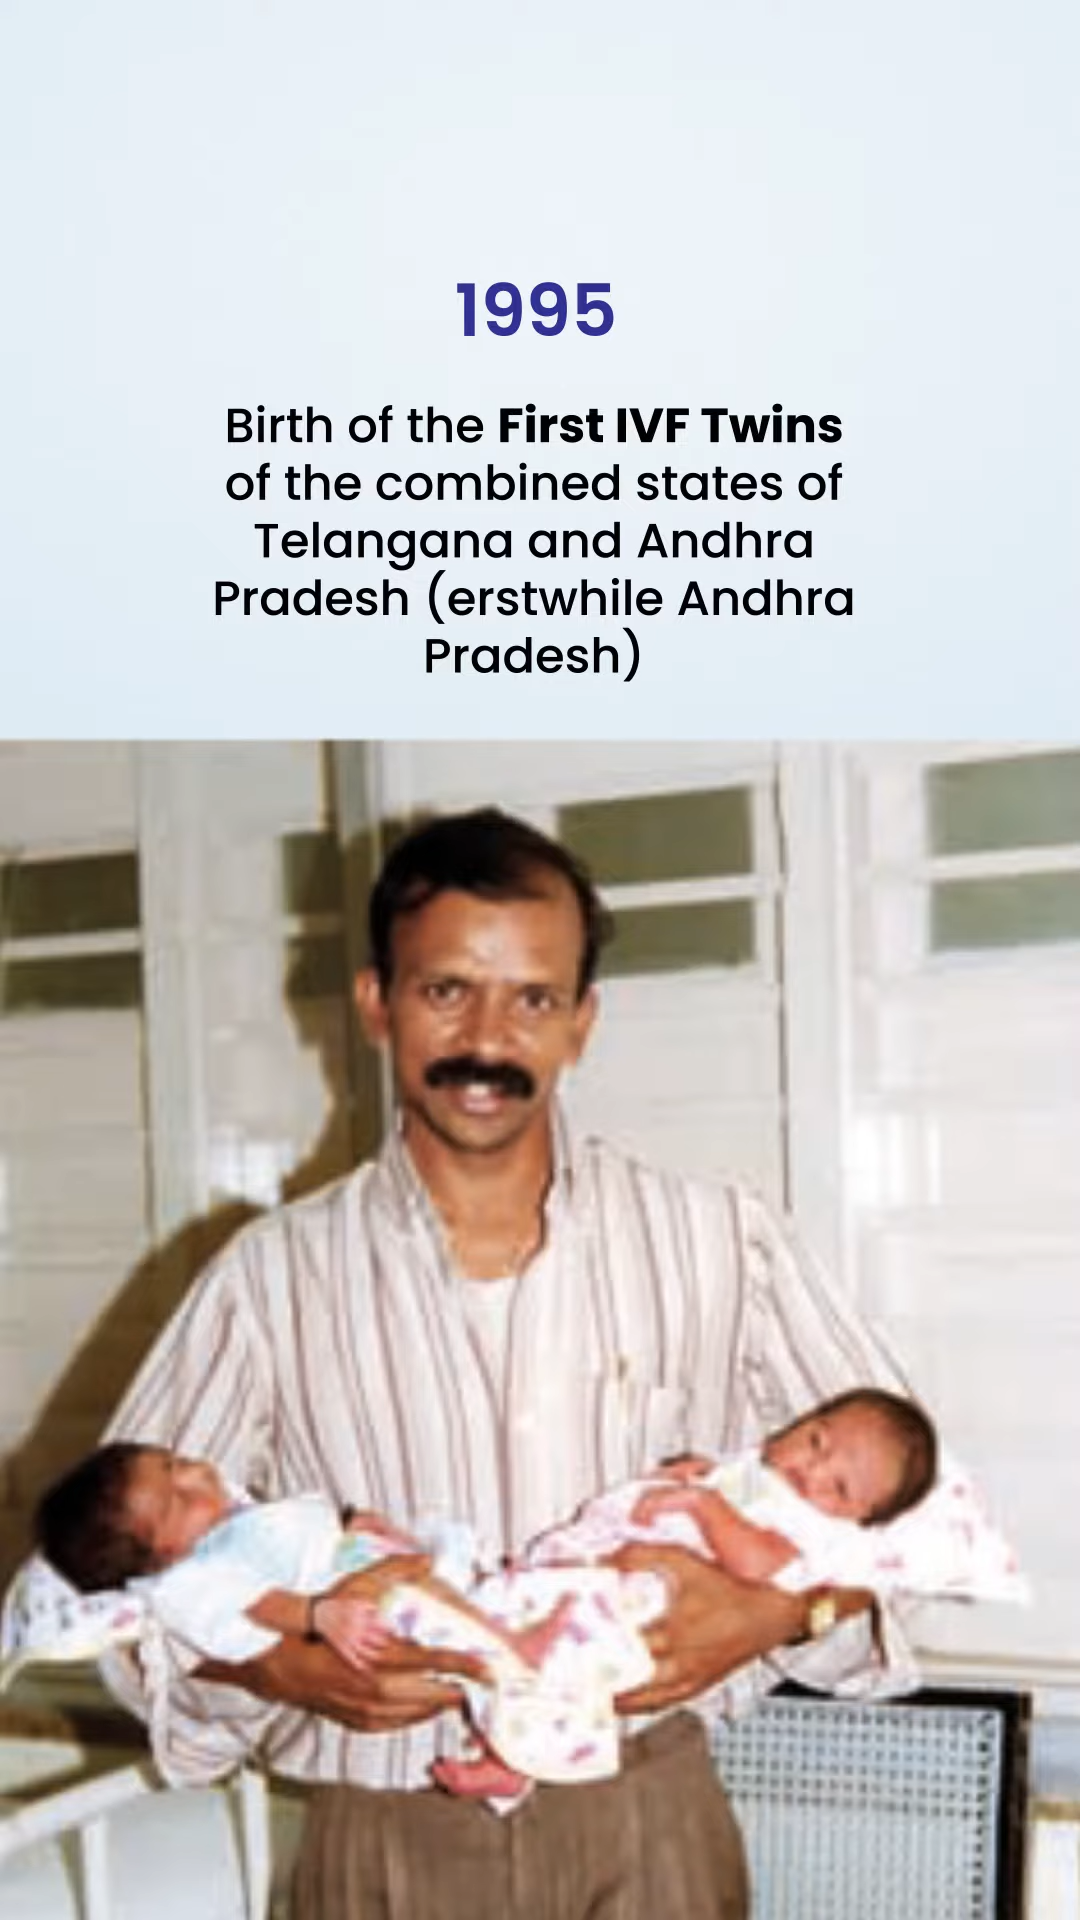 1995
Birth of the First IVF Twins
of the combined states of
Telangana and Andhra
Pradesh (erstwhile Andhra
Pradesh)